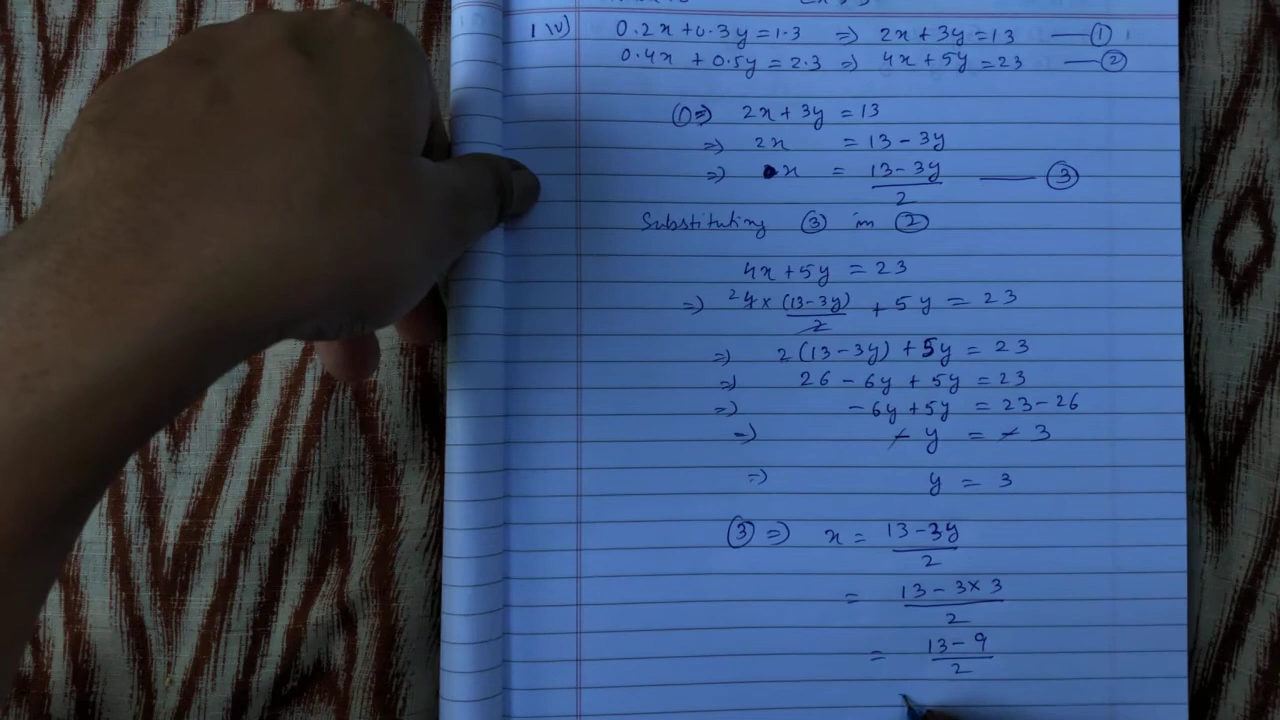 1 iv) 0.2x + 0.3y = 1.3 ⇒ 2x + 3y = 13 —— ①
0.4x + 0.5y = 2.3 ⇒ 4x + 5y = 23 —— ②
① ⇒ 2x + 3y = 13
⇒ 2x = 13 - 3y
⇒ x = (13 - 3y)/2 —— ③
Substituting ③ in ②
4x + 5y = 23
⇒ 2 4 × (13 - 3y)/2 + 5y = 23
⇒ 2(13 - 3y) + 5y = 23
⇒ 26 - 6y + 5y = 23
⇒ - 6y + 5y = 23 - 26
⇒ - y = - 3
⇒ y = 3
③ ⇒ x = (13 - 3y)/2
= (13 - 3 × 3)/2
= (13 - 9)/2